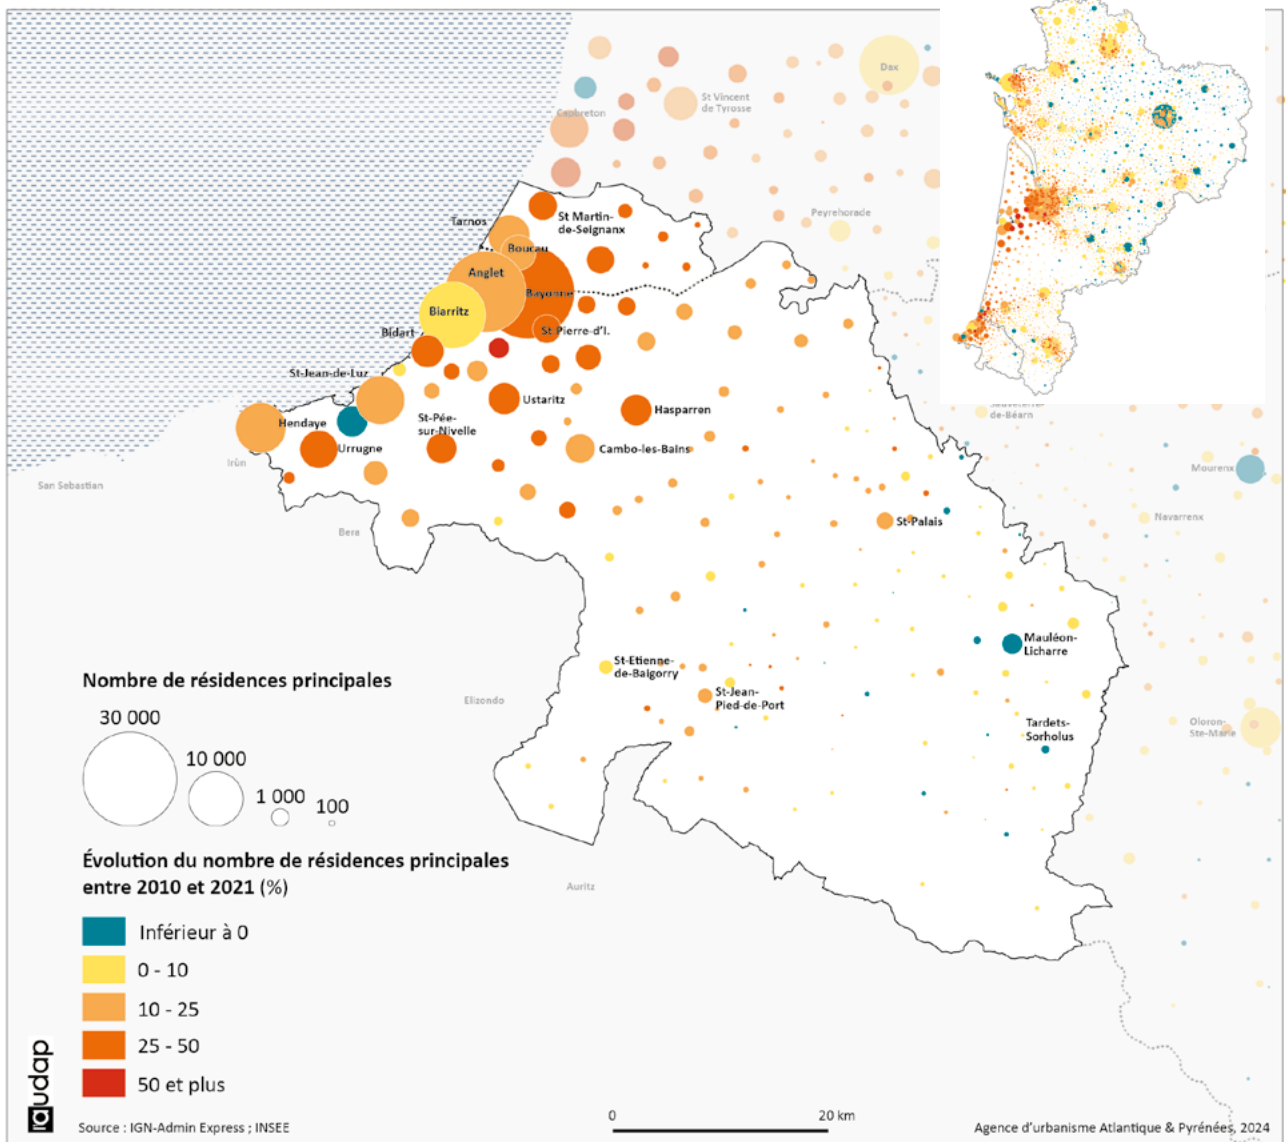 Dax
St Vincent
de Tyrosse
Capbreton
Peyrehorade
Tarnos
St Martin-
de-Seignanx
Boucau
Anglet
Bayonne
Biarritz
St-Pierre-d'I.
Bidart
St-Jean-de-Luz
Ustaritz
Hasparren
St-Pée-
sur-Nivelle
Hendaye
Urrugne
Cambo-les-Bains
Sauveterre-
de-Béarn
Irún
San Sebastian
Bera
Mourenx
Navarrenx
St-Palais
Mauléon-
Licharre
St-Etienne-
de-Baigorry
St-Jean-
Pied-de-Port
Elizondo
Tardets-
Sorholus
Oloron-
Ste-Marie
Auritz
Nombre de résidences principales
30 000
10 000
1 000
100
Évolution du nombre de résidences principales
entre 2010 et 2021 (%)
Inférieur à 0
0 - 10
10 - 25
25 - 50
50 et plus
audap
Source : IGN-Admin Express ; INSEE
0
20 km
Agence d'urbanisme Atlantique & Pyrénées, 2024